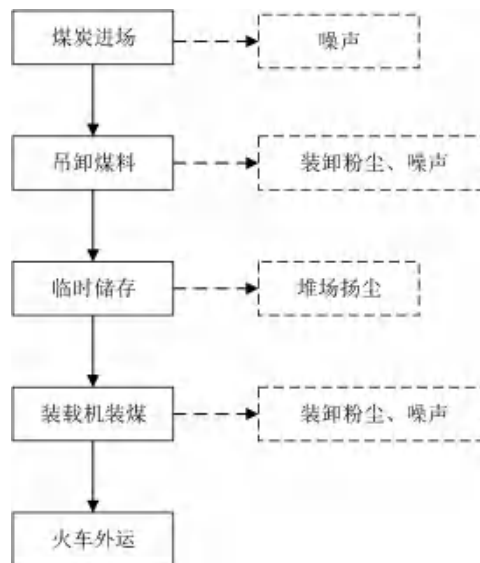 煤炭进场
噪声
吊卸煤料
装卸粉尘、噪声
临时储存
堆场扬尘
装载机装煤
装卸粉尘、噪声
火车外运